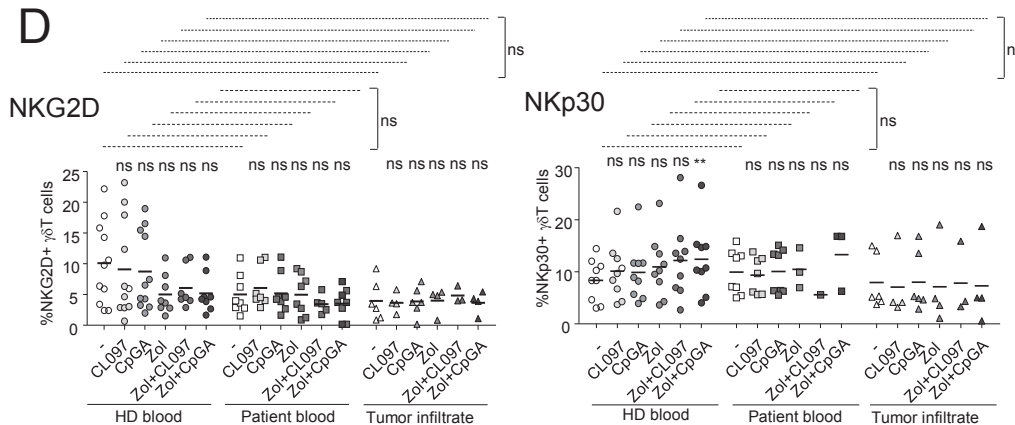 D
NKG2D
ns
ns
ns ns ns ns ns
ns ns ns ns ns
ns ns ns ns ns
%NKG2D+ γδT cells
25
20
15
10
5
0
-
CL097
CpGA
Zol
Zol+CL097
Zol+CpGA
HD blood
-
CL097
CpGA
Zol
Zol+CL097
Zol+CpGA
Patient blood
-
CL097
CpGA
Zol
Zol+CL097
Zol+CpGA
Tumor infiltrate
NKp30
n
ns
ns ns ns ns **
ns ns ns ns ns
ns ns ns ns ns
%NKp30+ γδT cells
30
20
10
0
-
CL097
CpGA
Zol
Zol+CL097
Zol+CpGA
HD blood
-
CL097
CpGA
Zol
Zol+CL097
Zol+CpGA
Patient blood
-
CL097
CpGA
Zol
Zol+CL097
Zol+CpGA
Tumor infiltrate